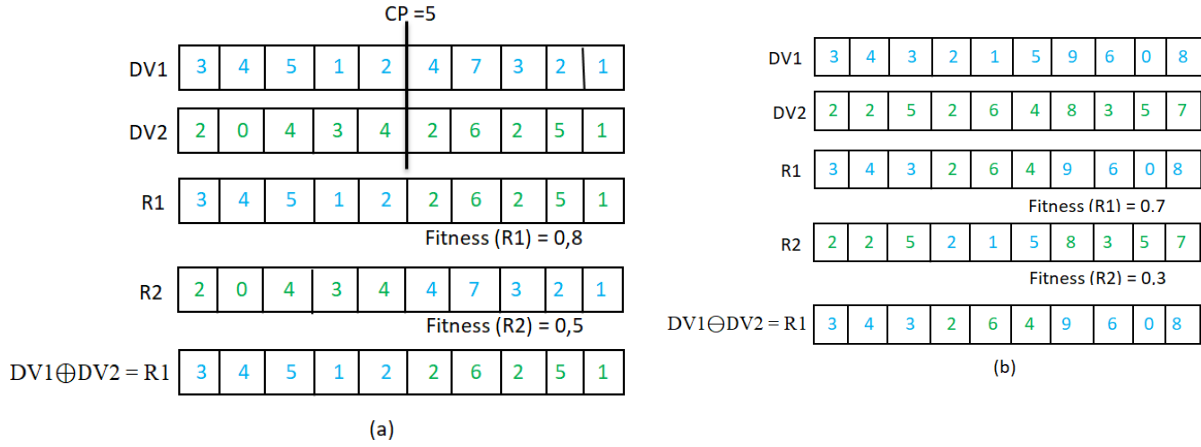 CP =5
DV1 3 4 5 1 2 4 7 3 2 1
DV2 2 0 4 3 4 2 6 2 5 1
R1 3 4 5 1 2 2 6 2 5 1
Fitness (R1) = 0,8
R2 2 0 4 3 4 4 7 3 2 1
Fitness (R2) = 0,5
DV1⊕DV2 = R1 3 4 5 1 2 2 6 2 5 1
(a)
DV1 3 4 3 2 1 5 9 6 0 8
DV2 2 2 5 2 6 4 8 3 5 7
R1 3 4 3 2 6 4 9 6 0 8
Fitness (R1) = 0.7
R2 2 2 5 2 1 5 8 3 5 7
Fitness (R2) = 0.3
DV1⊖DV2 = R1 3 4 3 2 6 4 9 6 0 8
(b)